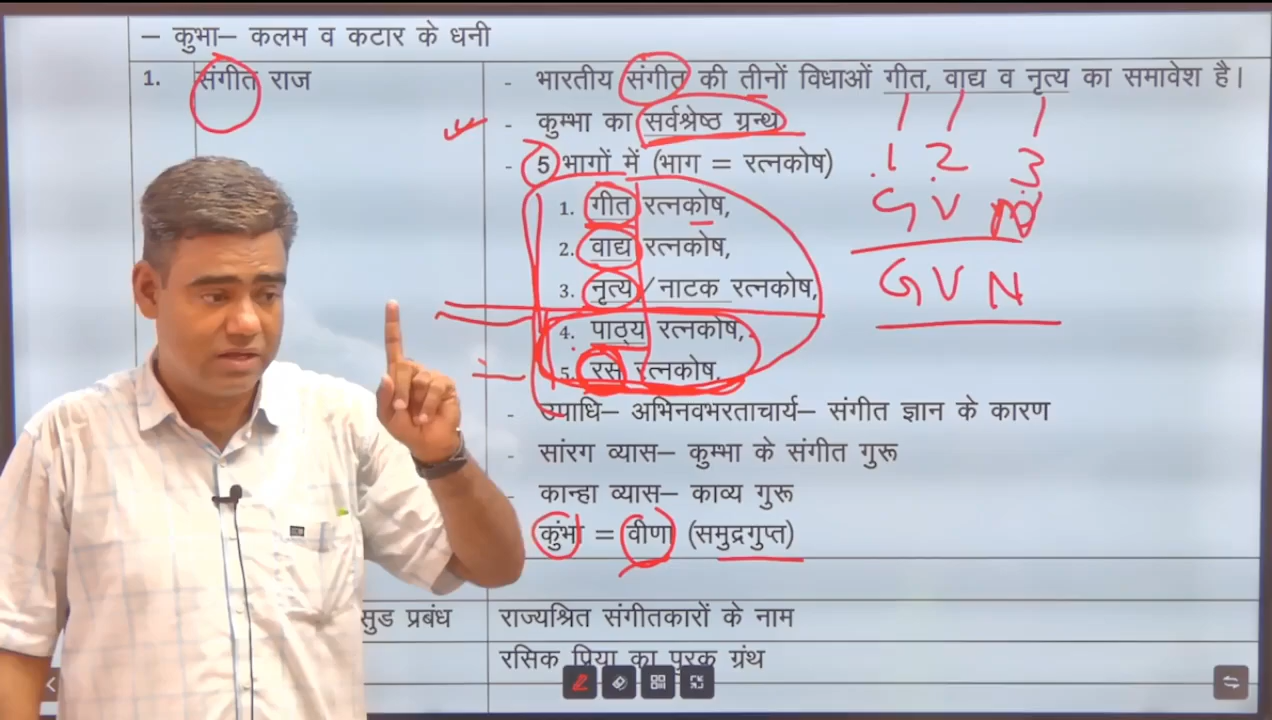 – कुभा– कलम व कटार के धनी
1. संगीत राज
- भारतीय संगीत की तीनों विधाओं गीत, वाद्य व नृत्य का समावेश है।
- कुम्भा का सर्वश्रेष्ठ ग्रन्थ
- 5 भागों में (भाग = रत्नकोष)
1. गीत रत्नकोष,
2. वाद्य रत्नकोष,
3. नृत्य / नाटक रत्नकोष,
4. पाठ्य रत्नकोष,
5. रस रत्नकोष,
1 2 3
G V N
G V N
- उपाधि– अभिनवभरताचार्य– संगीत ज्ञान के कारण
- सांरग व्यास– कुम्भा के संगीत गुरू
- कान्हा व्यास– काव्य गुरू
कुंभा = वीणा (समुद्रगुप्त)
सुड प्रबंध राज्यश्रित संगीतकारों के नाम
रसिक प्रिया का पुरक ग्रंथ